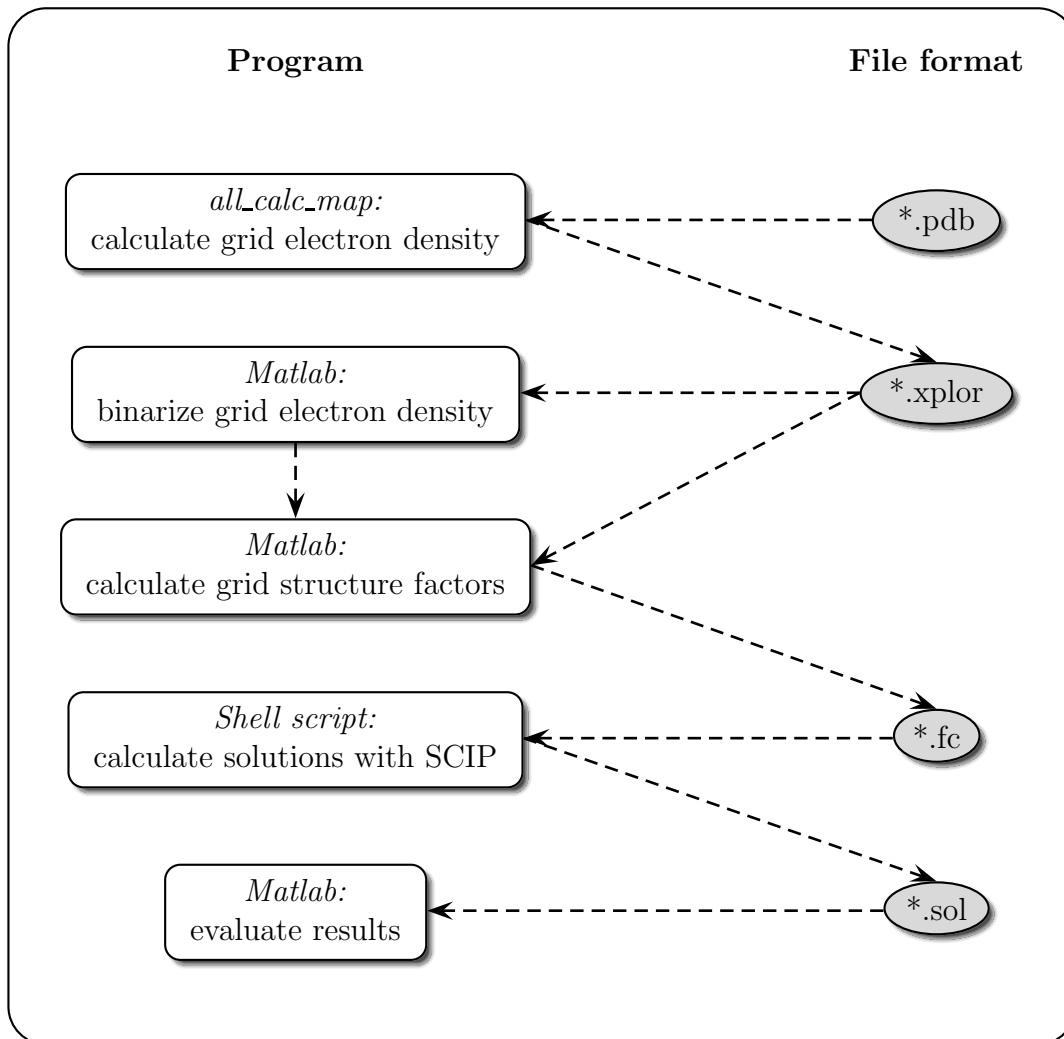 Program
File format
all_calc_map:
calculate grid electron density
*.pdb
Matlab:
binarize grid electron density
*.xplor
Matlab:
calculate grid structure factors
Shell script:
calculate solutions with SCIP
*.fc
Matlab:
evaluate results
*.sol